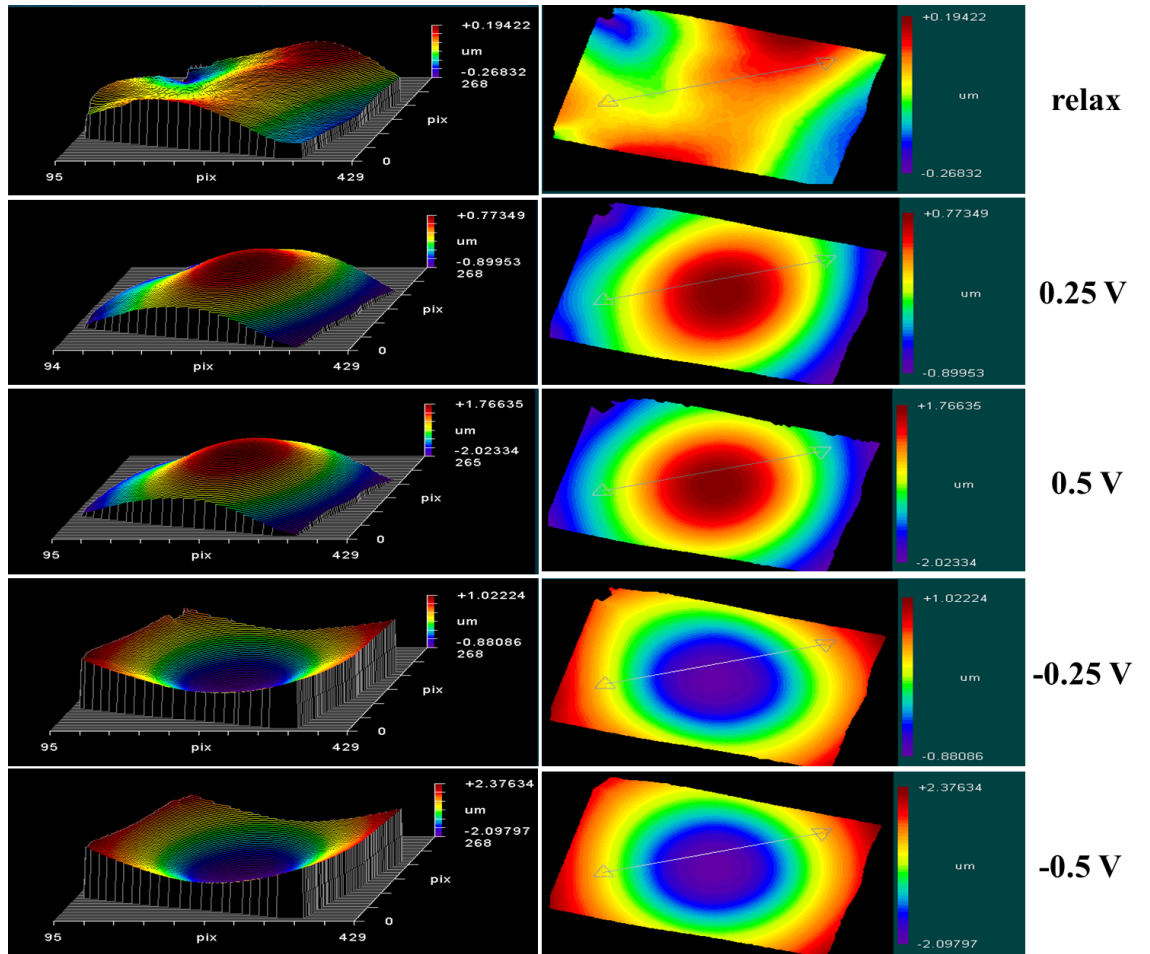 +0.19422
um
-0.26832
268
pix
0
95
pix
429
+0.19422
um
-0.26832
relax
+0.77349
um
-0.89953
268
pix
0
94
pix
429
+0.77349
um
-0.89953
0.25 V
+1.76635
um
-2.02334
265
pix
0
95
pix
429
+1.76635
um
-2.02334
0.5 V
+1.02224
um
-0.88086
268
pix
0
95
pix
429
+1.02224
um
-0.88086
-0.25 V
+2.37634
um
-2.09797
268
pix
0
95
pix
429
+2.37634
um
-2.09797
-0.5 V